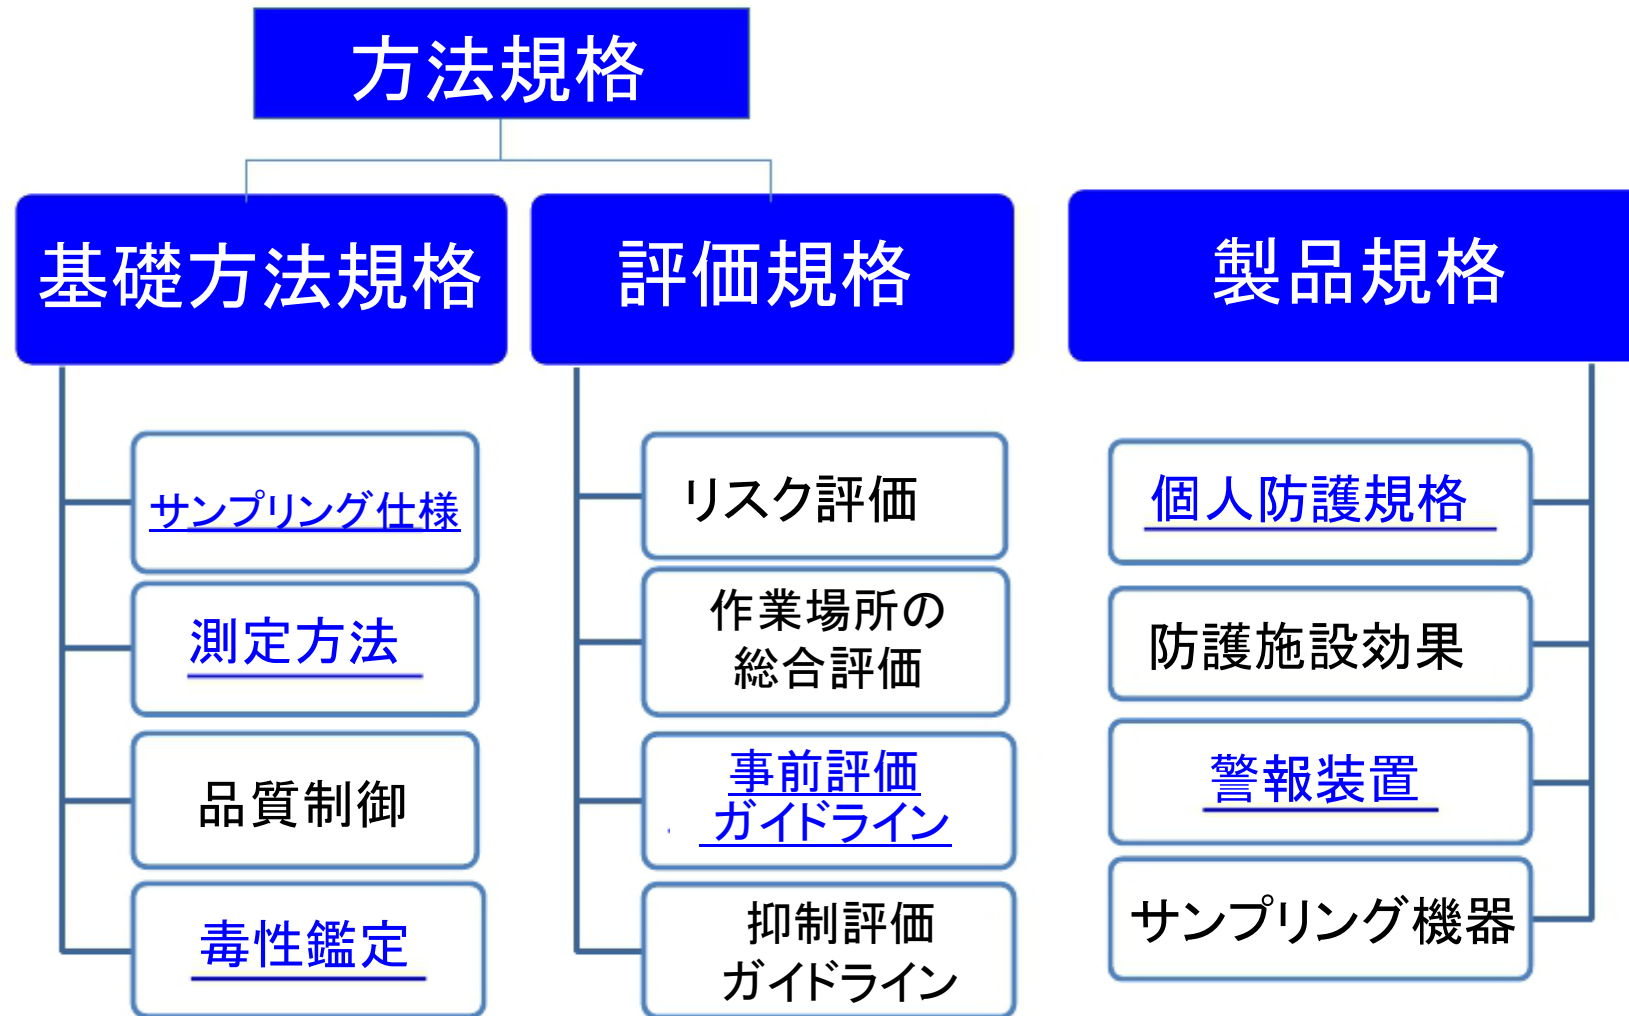 方法規格
基礎方法規格
サンプリング仕様
測定方法
品質制御
毒性鑑定
評価規格
リスク評価
作業場所の
総合評価
事前評価
ガイドライン
抑制評価
ガイドライン
製品規格
個人防護規格
防護施設効果
警報装置
サンプリング機器